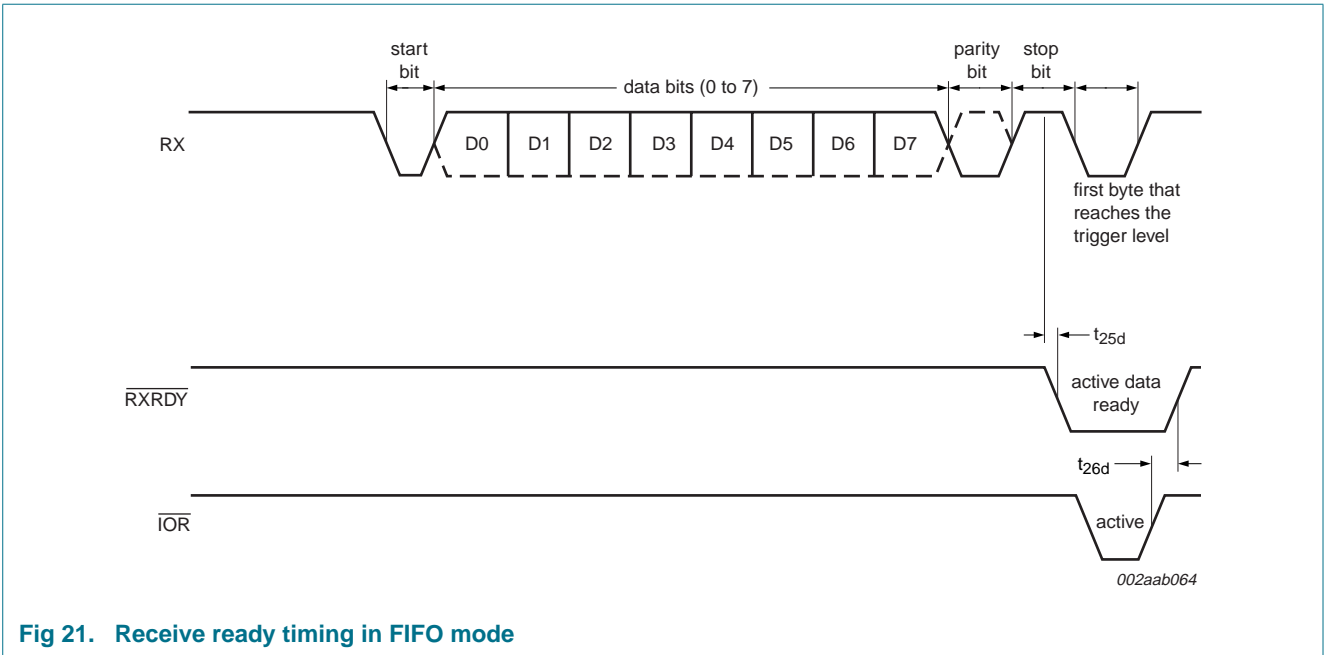 start
bit
data bits (0 to 7)
parity
bit
stop
bit
RX
D0 D1 D2 D3 D4 D5 D6 D7
first byte that
reaches the
trigger level
t25d
RXRDY
active data
ready
t26d
IOR
active
002aab064
Fig 21. Receive ready timing in FIFO mode